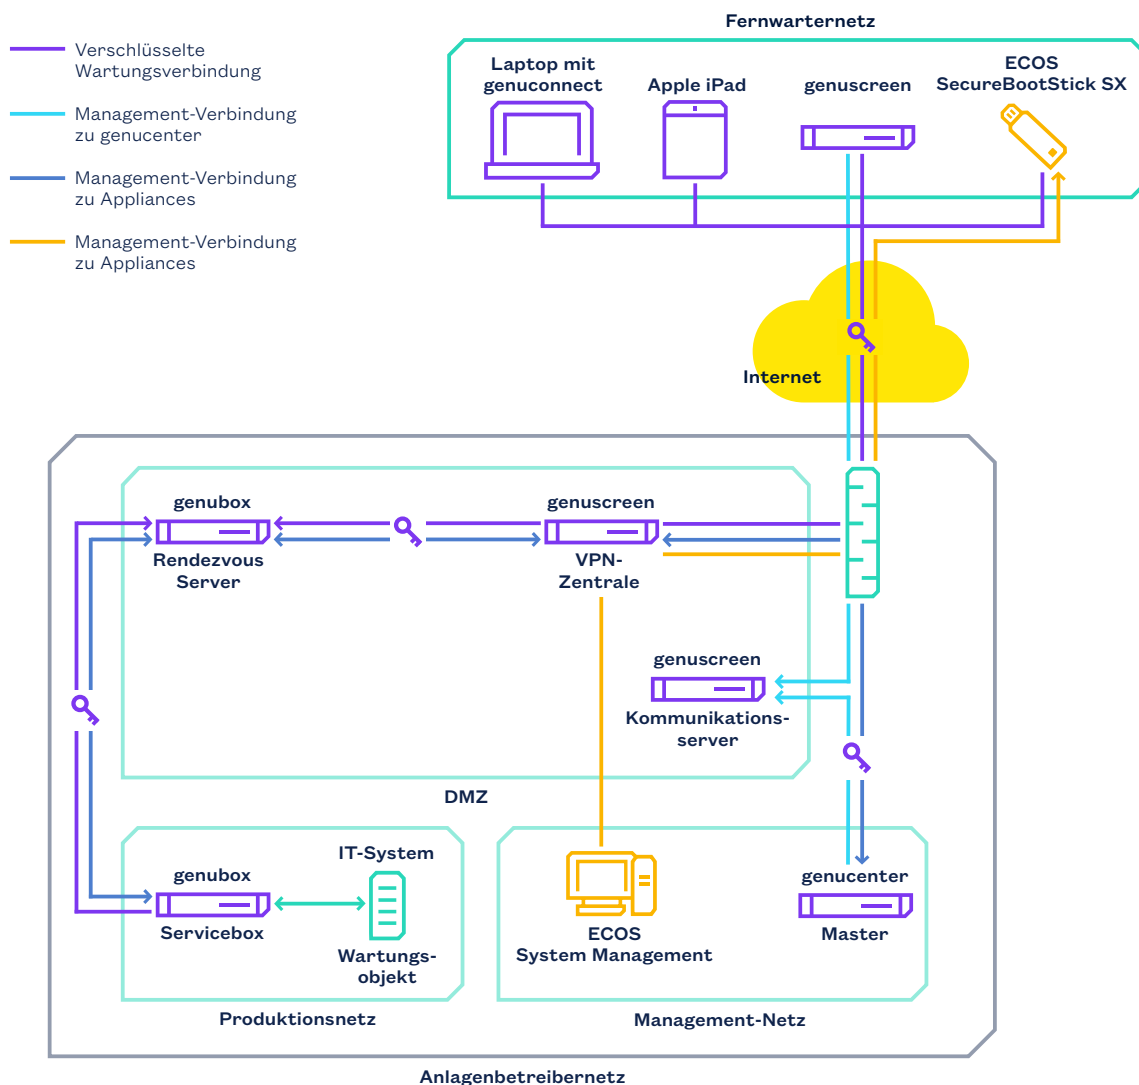 Fernwarternetz
Verschlüsselte
Wartungsverbindung
Management-Verbindung
zu genucenter
Management-Verbindung
zu Appliances
Management-Verbindung
zu Appliances
Laptop mit
genuconnect
Apple iPad
genuscreen
ECOS
SecureBootStick SX
Internet
genubox
Rendezvous
Server
genuscreen
VPN-
Zentrale
genuscreen
Kommunikations-
server
DMZ
genubox
Servicebox
IT-System
Wartungs-
objekt
Produktionsnetz
ECOS
System Management
genucenter
Master
Management-Netz
Anlagenbetreibernetz